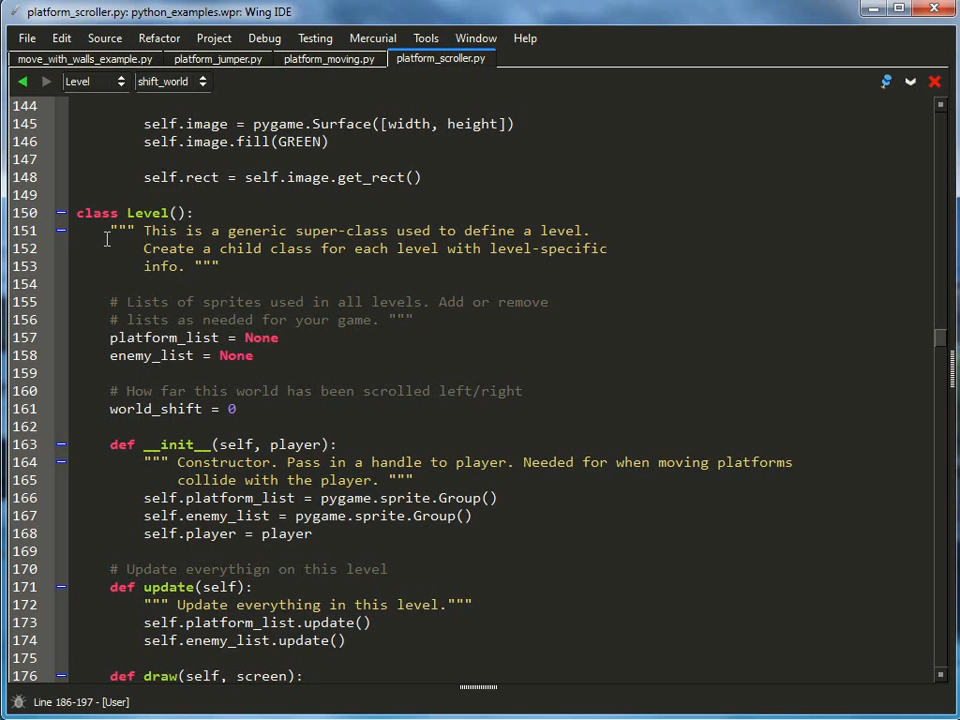 platform_scroller.py: python_examples.wpr: Wing IDE
File Edit Source Refactor Project Debug Testing Mercurial Tools Window Help
move_with_walls_example.py platform_jumper.py platform_moving.py platform_scroller.py
Level shift_world
144
145 self.image = pygame.Surface([width, height])
146 self.image.fill(GREEN)
147
148 self.rect = self.image.get_rect()
149
150 class Level():
151 """ This is a generic super-class used to define a level.
152 Create a child class for each level with level-specific
153 info. """
154
155 # Lists of sprites used in all levels. Add or remove
156 # lists as needed for your game. """
157 platform_list = None
158 enemy_list = None
159
160 # How far this world has been scrolled left/right
161 world_shift = 0
162
163 def __init__(self, player):
164 """ Constructor. Pass in a handle to player. Needed for when moving platforms
165 collide with the player. """
166 self.platform_list = pygame.sprite.Group()
167 self.enemy_list = pygame.sprite.Group()
168 self.player = player
169
170 # Update everythign on this level
171 def update(self):
172 """ Update everything in this level."""
173 self.platform_list.update()
174 self.enemy_list.update()
175
176 def draw(self, screen):
Line 186-197 - [User]